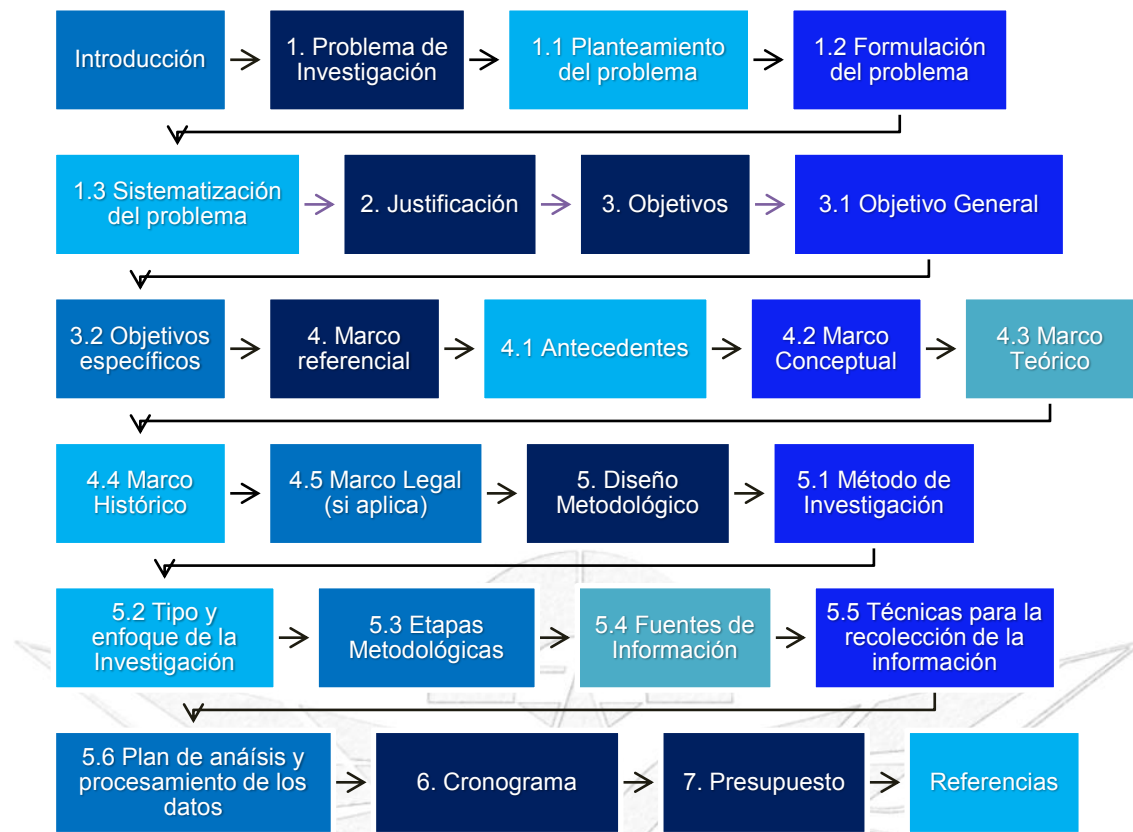 Introducción
1. Problema de
Investigación
1.1 Planteamiento
del problema
1.2 Formulación
del problema
1.3 Sistematización
del problema
2. Justificación
3. Objetivos
3.1 Objetivo General
3.2 Objetivos
específicos
4. Marco
referencial
4.1 Antecedentes
4.2 Marco
Conceptual
4.3 Marco
Teórico
4.4 Marco
Histórico
4.5 Marco Legal
(si aplica)
5. Diseño
Metodológico
5.1 Método de
Investigación
5.2 Tipo y
enfoque de la
Investigación
5.3 Etapas
Metodológicas
5.4 Fuentes de
Información
5.5 Técnicas para la
recolección de la
información
5.6 Plan de anáísis y
procesamiento de los
datos
6. Cronograma
7. Presupuesto
Referencias